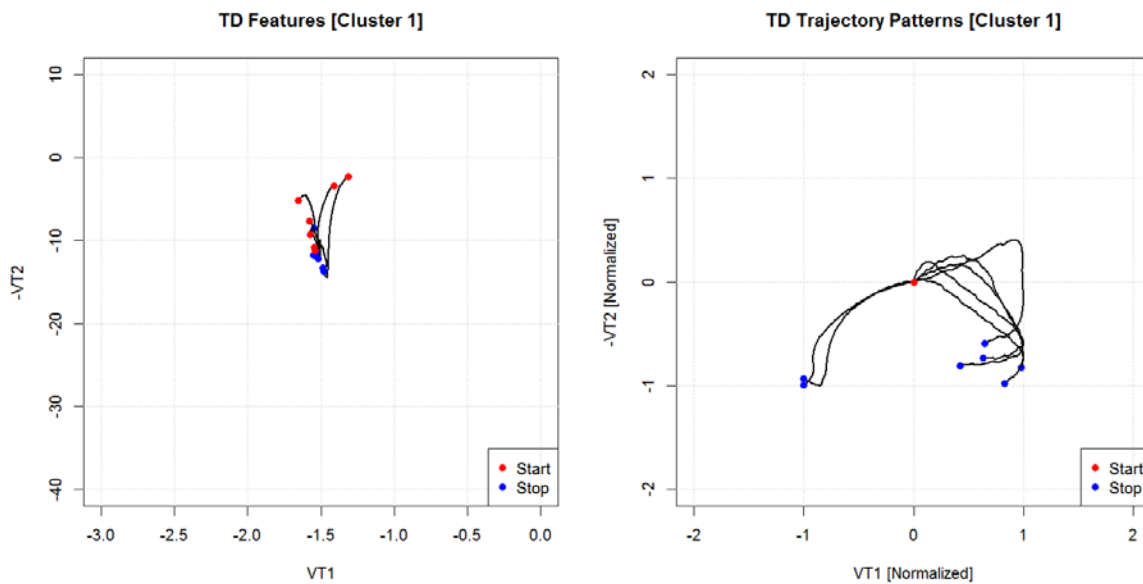 TD Features [Cluster 1]
-VT2
10
0
-10
-20
-30
-40
-3.0 -2.5 -2.0 -1.5 -1.0 -0.5 0.0
VT1
Start
Stop
TD Trajectory Patterns [Cluster 1]
-VT2 [Normalized]
2
1
0
-1
-2
-2 -1 0 1 2
VT1 [Normalized]
Start
Stop